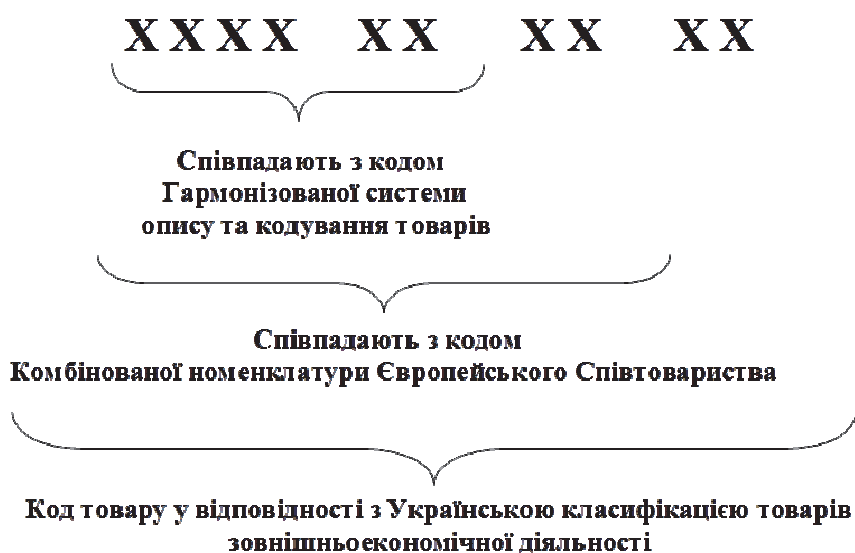 XXXX XX XX XX
Співпадають з кодом
Гармонізованої системи
опису та кодування товарів
Співпадають з кодом
Комбінованої номенклатури Європейського Співтовариства
Код товару у відповідності з Українською класифікацією товарів
зовнішньоекономічної діяльності